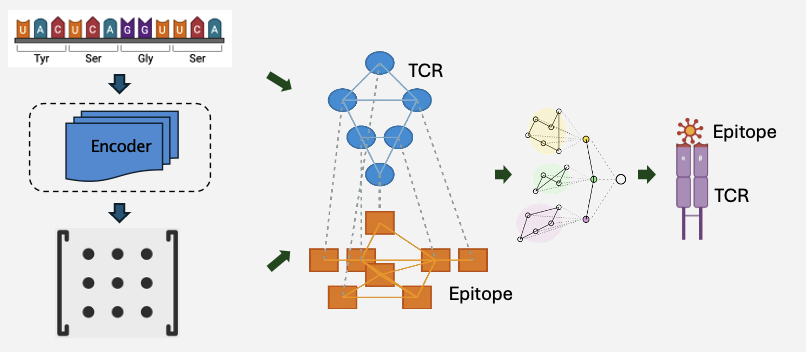 U A C U C A G G U U C A
Tyr Ser Gly Ser
Encoder
TCR
Epitope
Epitope
TCR